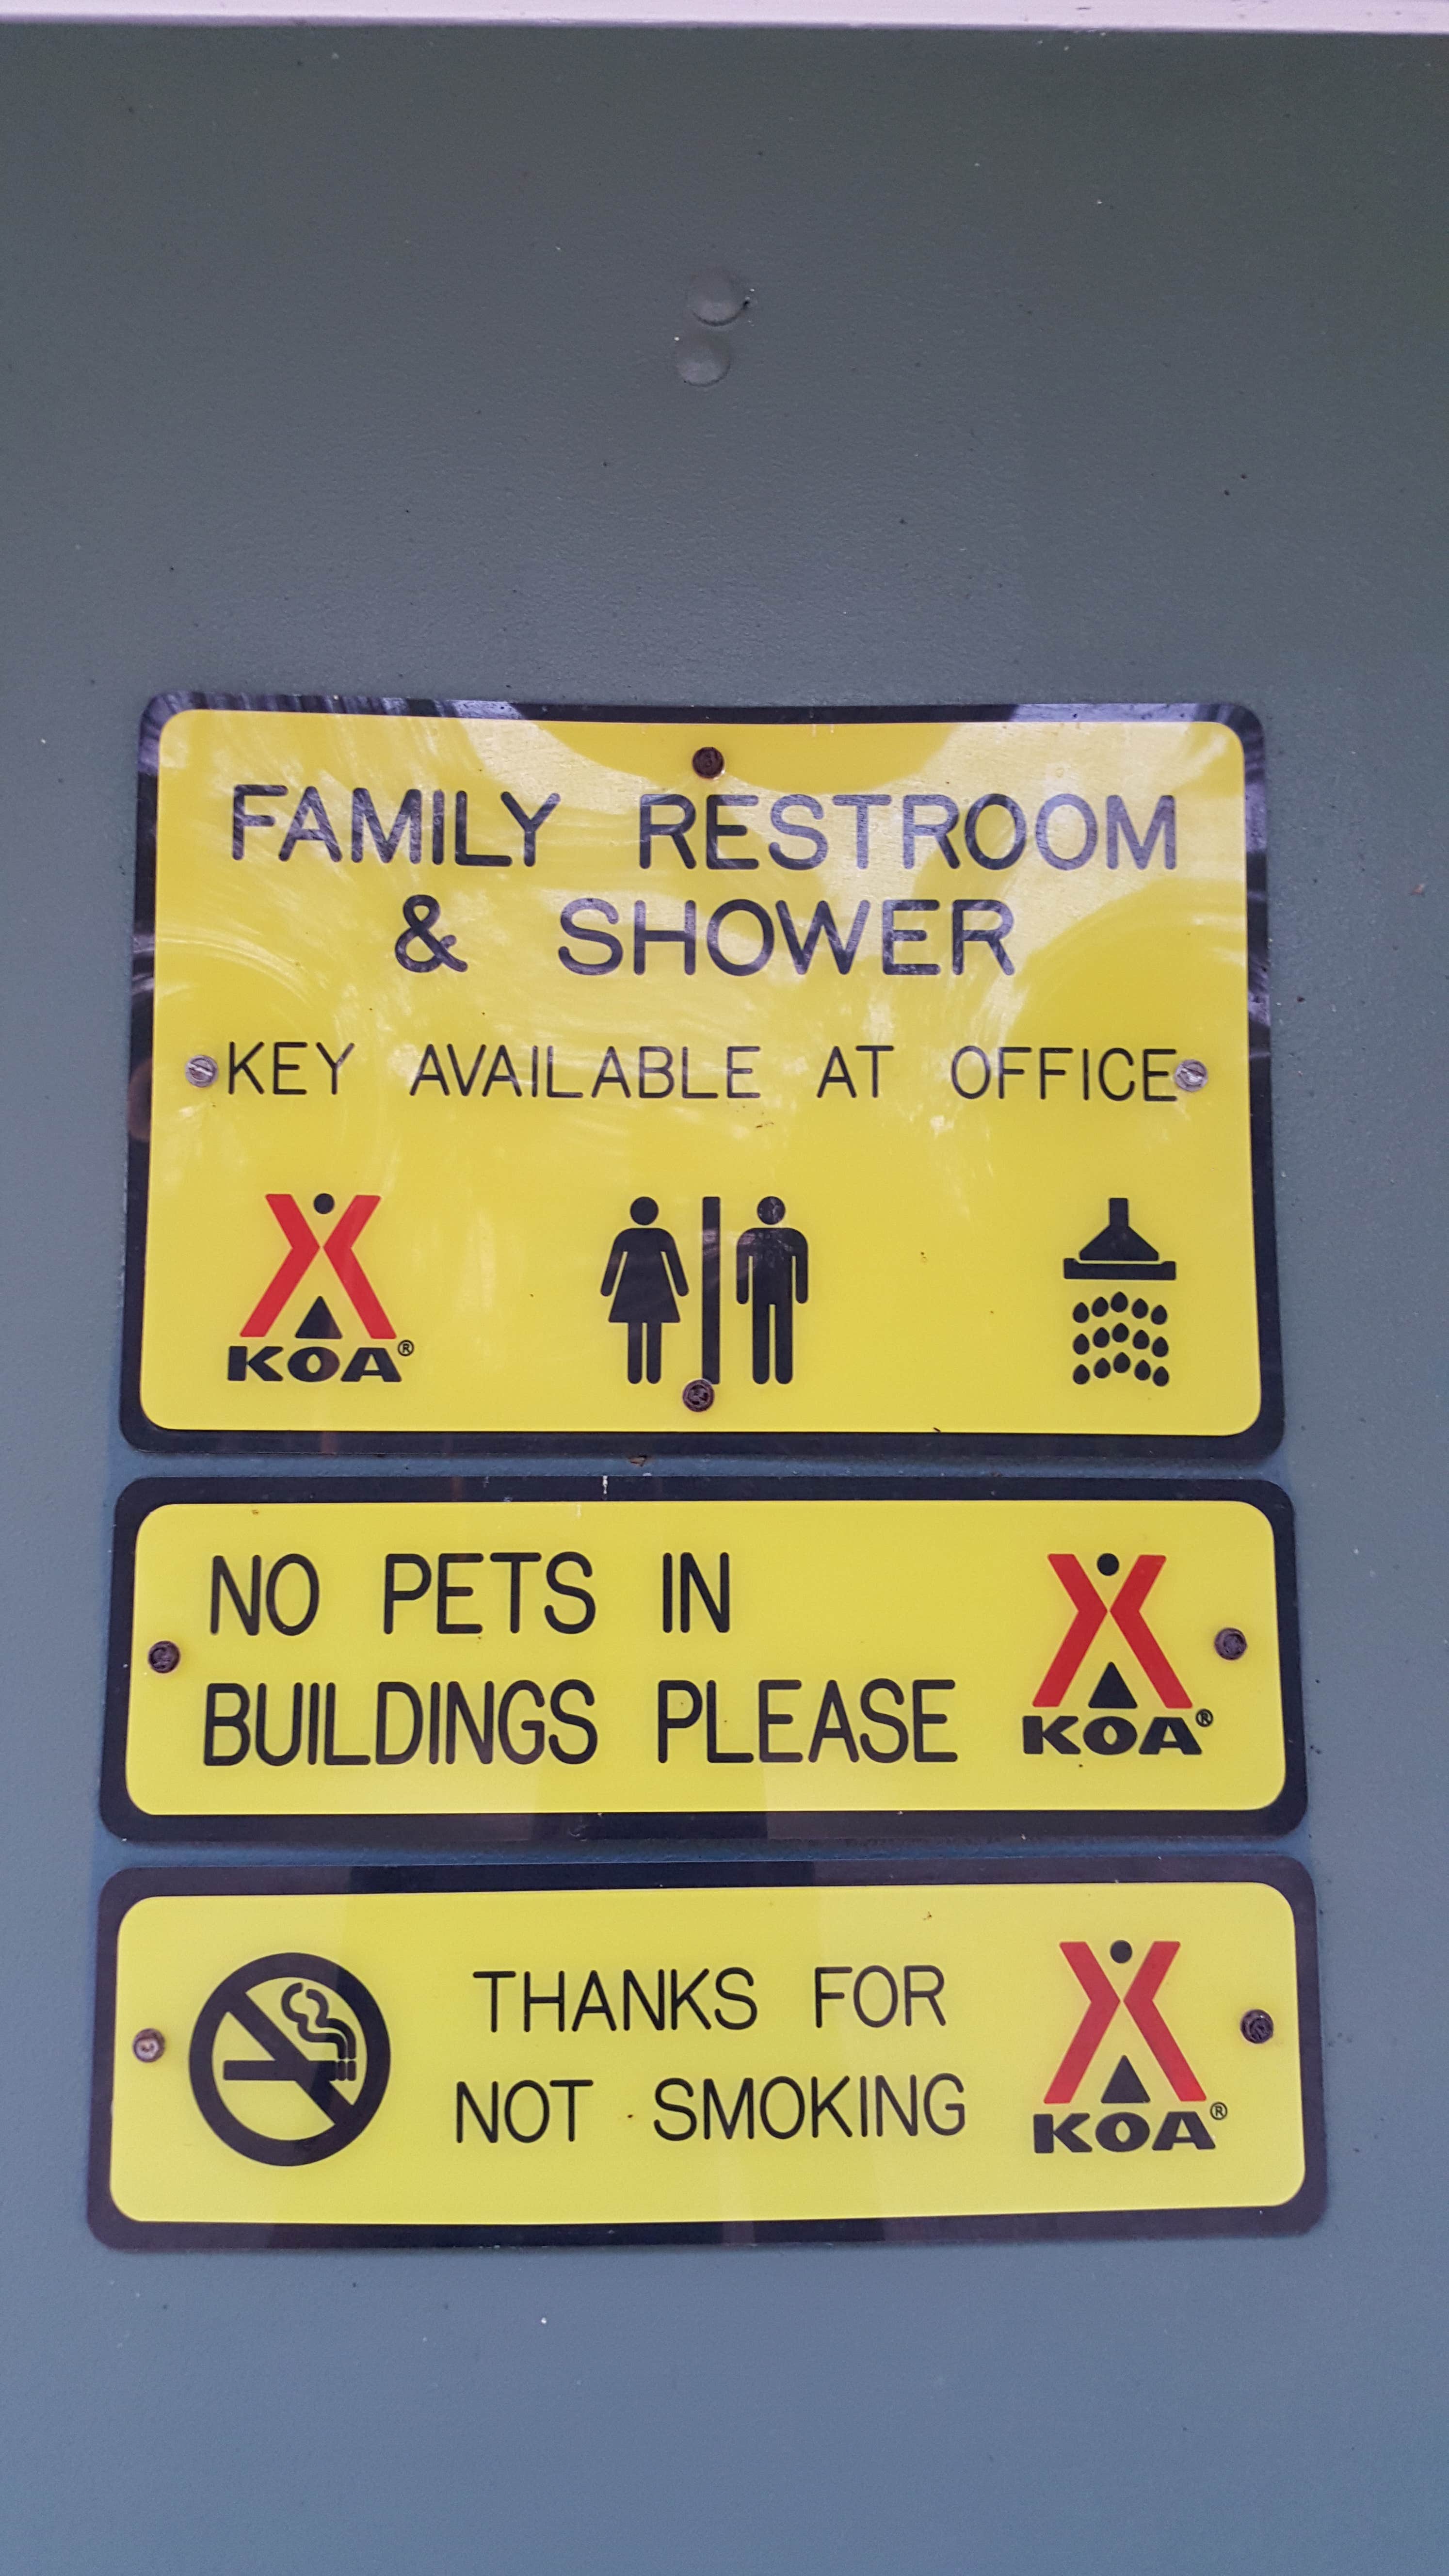 FAMILY RESTROOM
& SHOWER
KEY AVAILABLE AT OFFICE
KOA®
NO PETS IN
BUILDINGS PLEASE
KOA®
THANKS FOR
NOT SMOKING
KOA®